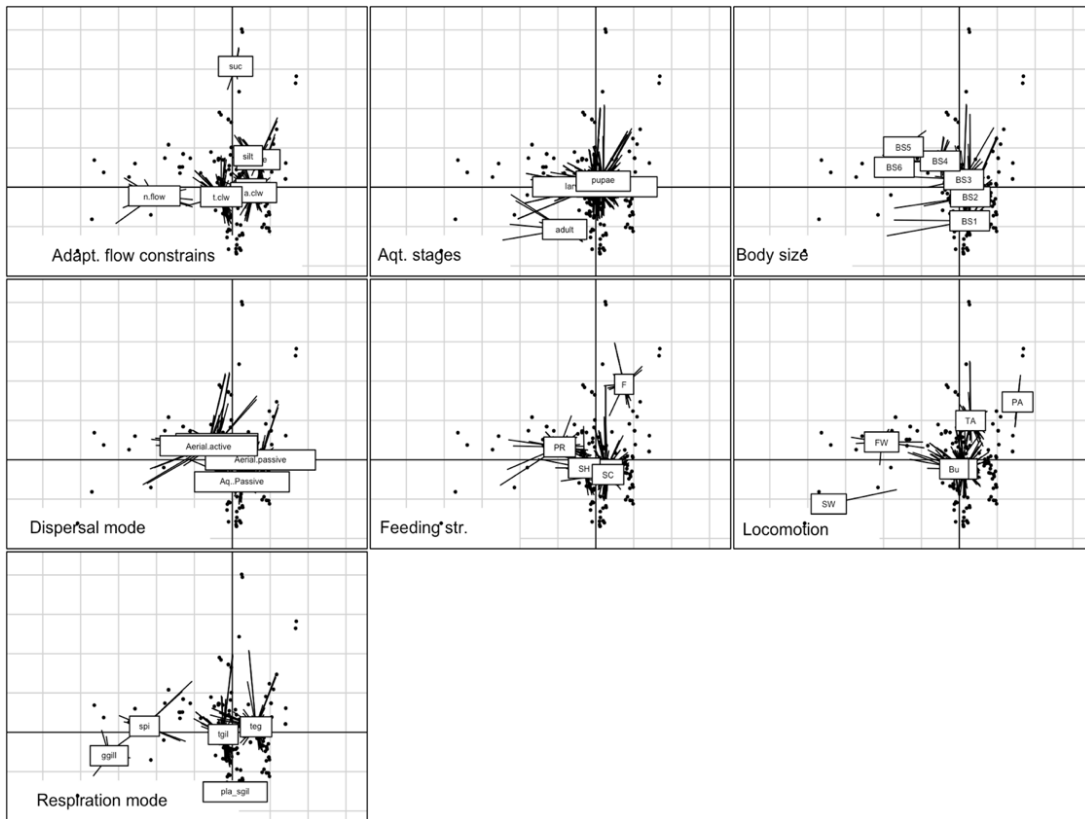 suc
silt
e
n.flow
t.clw
a.clw
Adapt. flow constrains
pupae
lar
adult
Aqt. stages
BS5
BS4
BS6
BS3
BS2
BS1
Body size
Aerial.active
Aerial.passive
Aq..Passive
Dispersal mode
F
PR
SH
SC
Feeding str.
PA
TA
FW
Bu
SW
Locomotion
spi
tgil
teg
ggill
pla_sgil
Respiration mode